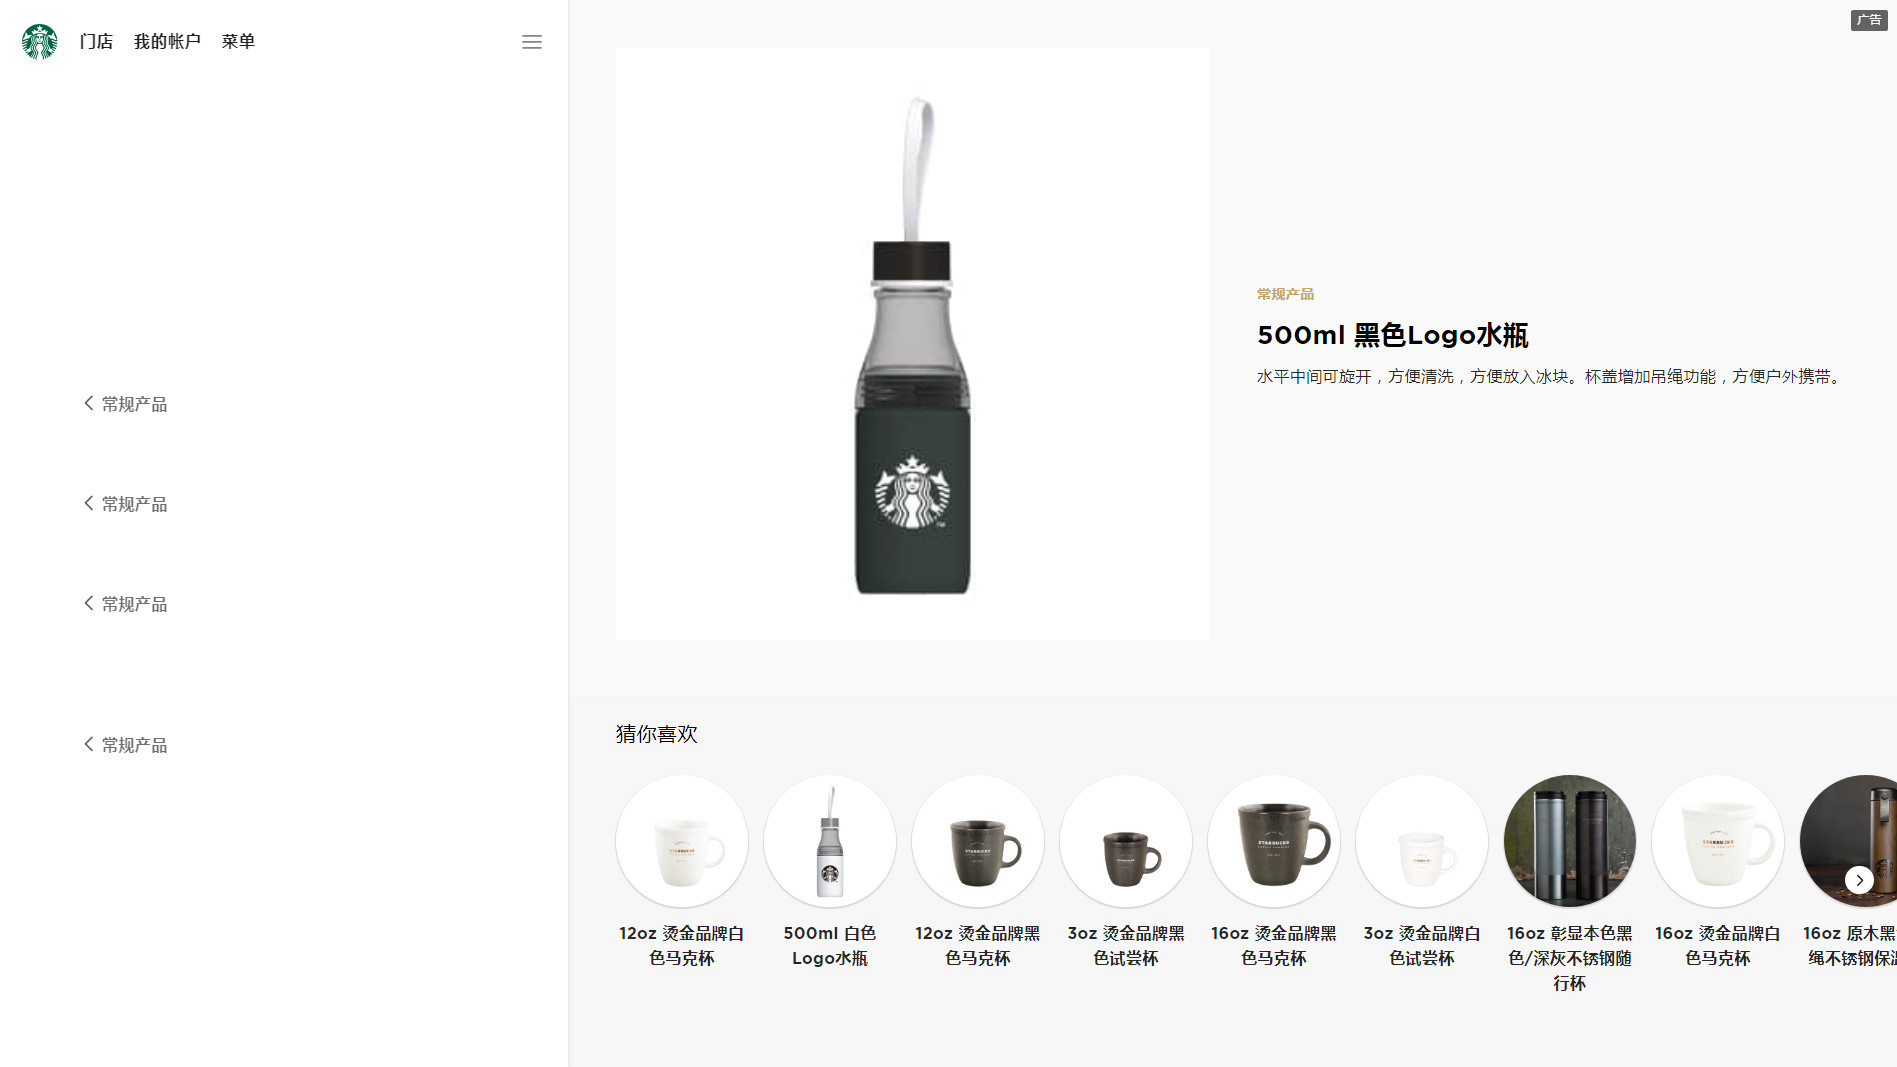 门店 我的帐户 菜单
广告
常规产品
常规产品
常规产品
常规产品
常规产品
500ml 黑色Logo水瓶
水平中间可旋开，方便清洗，方便放入冰块。杯盖增加吊绳功能，方便户外携带。
TM
猜你喜欢
STARBUCKS
STARBUCKS
STARBUCKS
STARBUCKS
12oz 烫金品牌白
色马克杯
500ml 白色
Logo水瓶
12oz 烫金品牌黑
色马克杯
3oz 烫金品牌黑
色试尝杯
16oz 烫金品牌黑
色马克杯
3oz 烫金品牌白
色试尝杯
16oz 彰显本色黑
色/深灰不锈钢随
行杯
16oz 烫金品牌白
色马克杯
16oz 原木黑
绳不锈钢保温